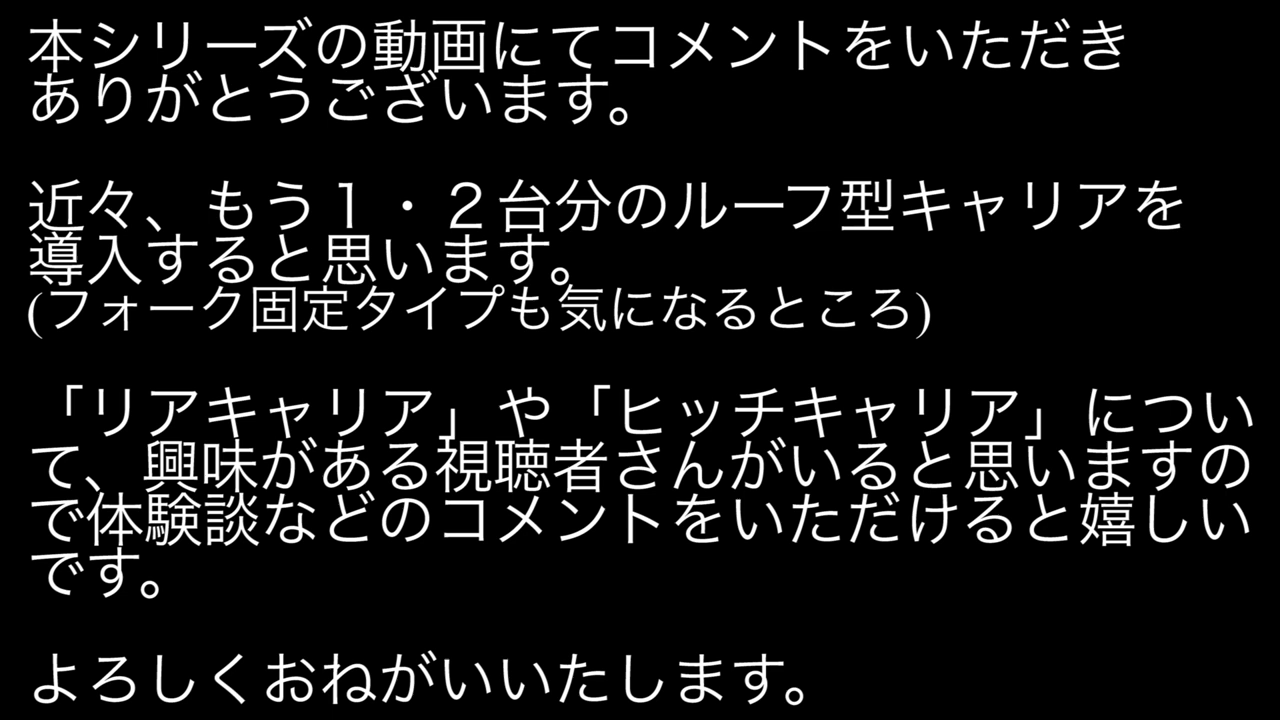 本シリーズの動画にてコメントをいただき
ありがとうございます。
近々、もう１・２台分のルーフ型キャリアを
導入すると思います。
(フォーク固定タイプも気になるところ)
「リアキャリア」や「ヒッチキャリア」につい
て、興味がある視聴者さんがいると思いますの
で体験談などのコメントをいただけると嬉しい
です。
よろしくおねがいいたします。